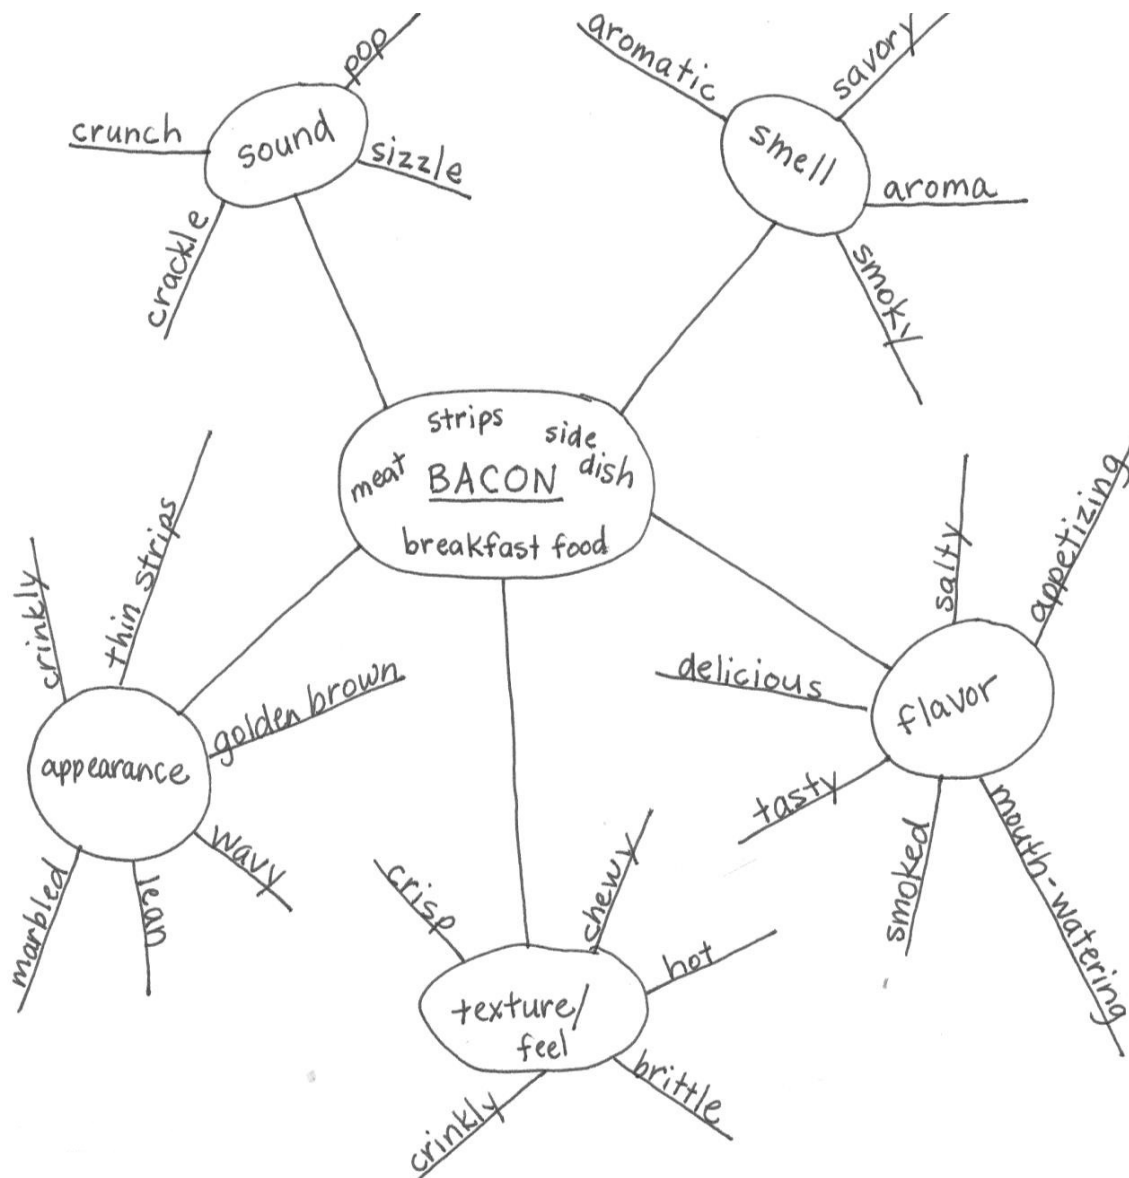 pop
crunch
sound
sizzle
crackle
aromatic
savory
smell
aroma
smoky
strips
side
dish
meat
BACON
breakfast food
crinkly
thin strips
golden brown
appearance
wavy
marbled
lean
salty
appetizing
delicious
flavor
tasty
smoked
mouth-watering
crisp
chewy
hot
texture/
feel
brittle
crinkly